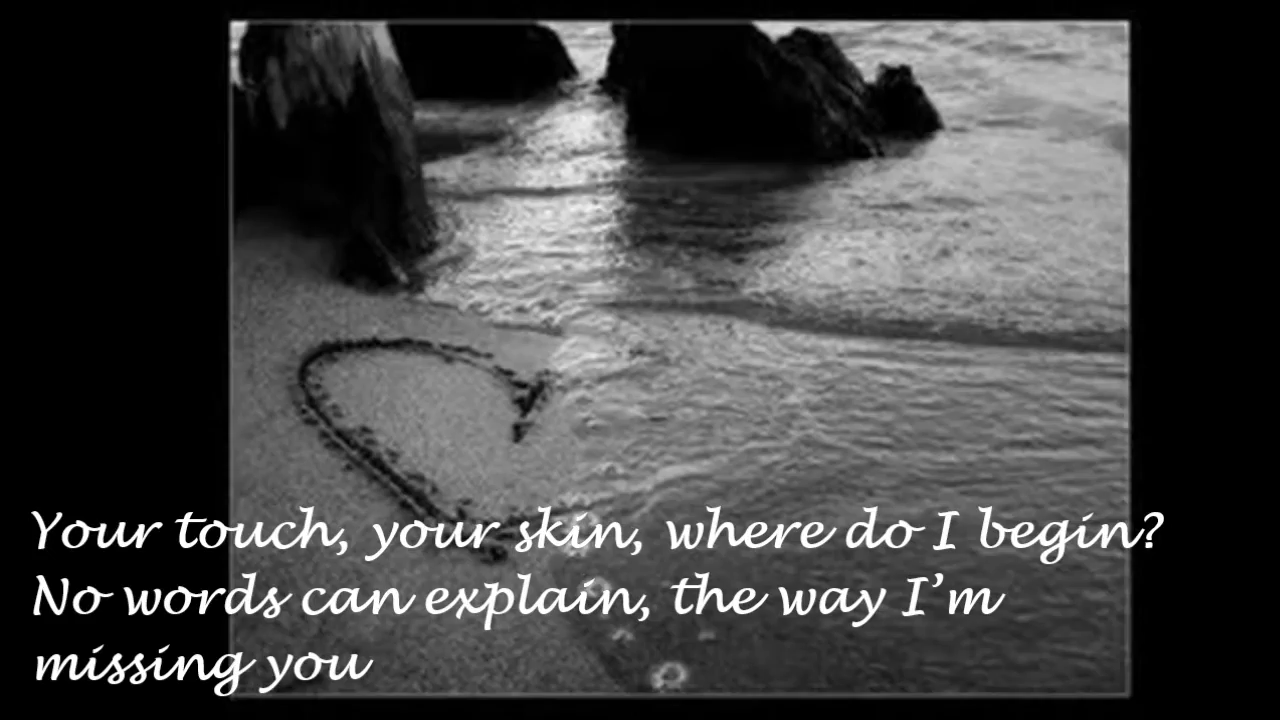 Your touch, your skin, where do I begin?
No words can explain, the way I'm
missing you